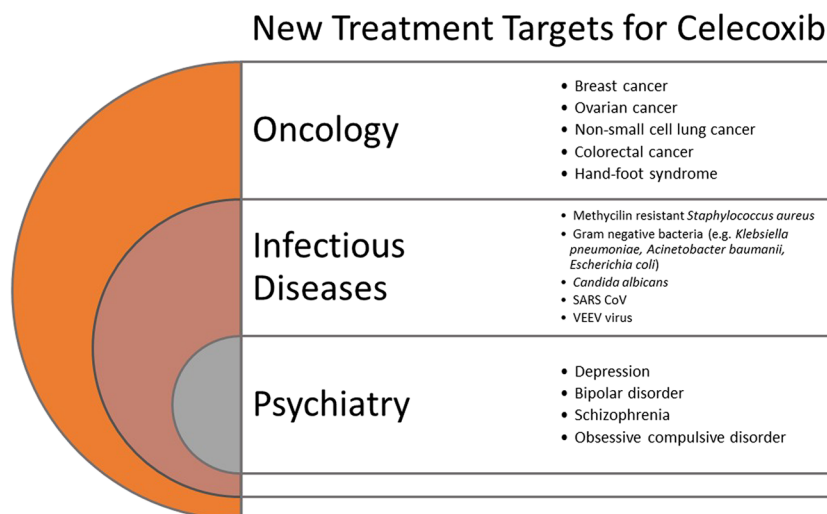 New Treatment Targets for Celecoxib
Oncology
• Breast cancer
• Ovarian cancer
• Non-small cell lung cancer
• Colorectal cancer
• Hand-foot syndrome
Infectious
Diseases
• Methycilin resistant Staphylococcus aureus
• Gram negative bacteria (e.g. Klebsiella
pneumoniae, Acinetobacter baumanii,
Escherichia coli)
• Candida albicans
• SARS CoV
• VEEV virus
Psychiatry
• Depression
• Bipolar disorder
• Schizophrenia
• Obsessive compulsive disorder